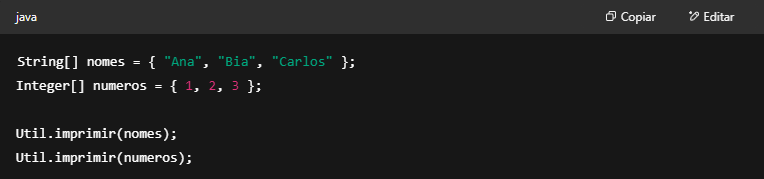 java Copiar Editar
String[] nomes = { "Ana", "Bia", "Carlos" };
Integer[] numeros = { 1, 2, 3 };
Util.imprimir(nomes);
Util.imprimir(numeros);